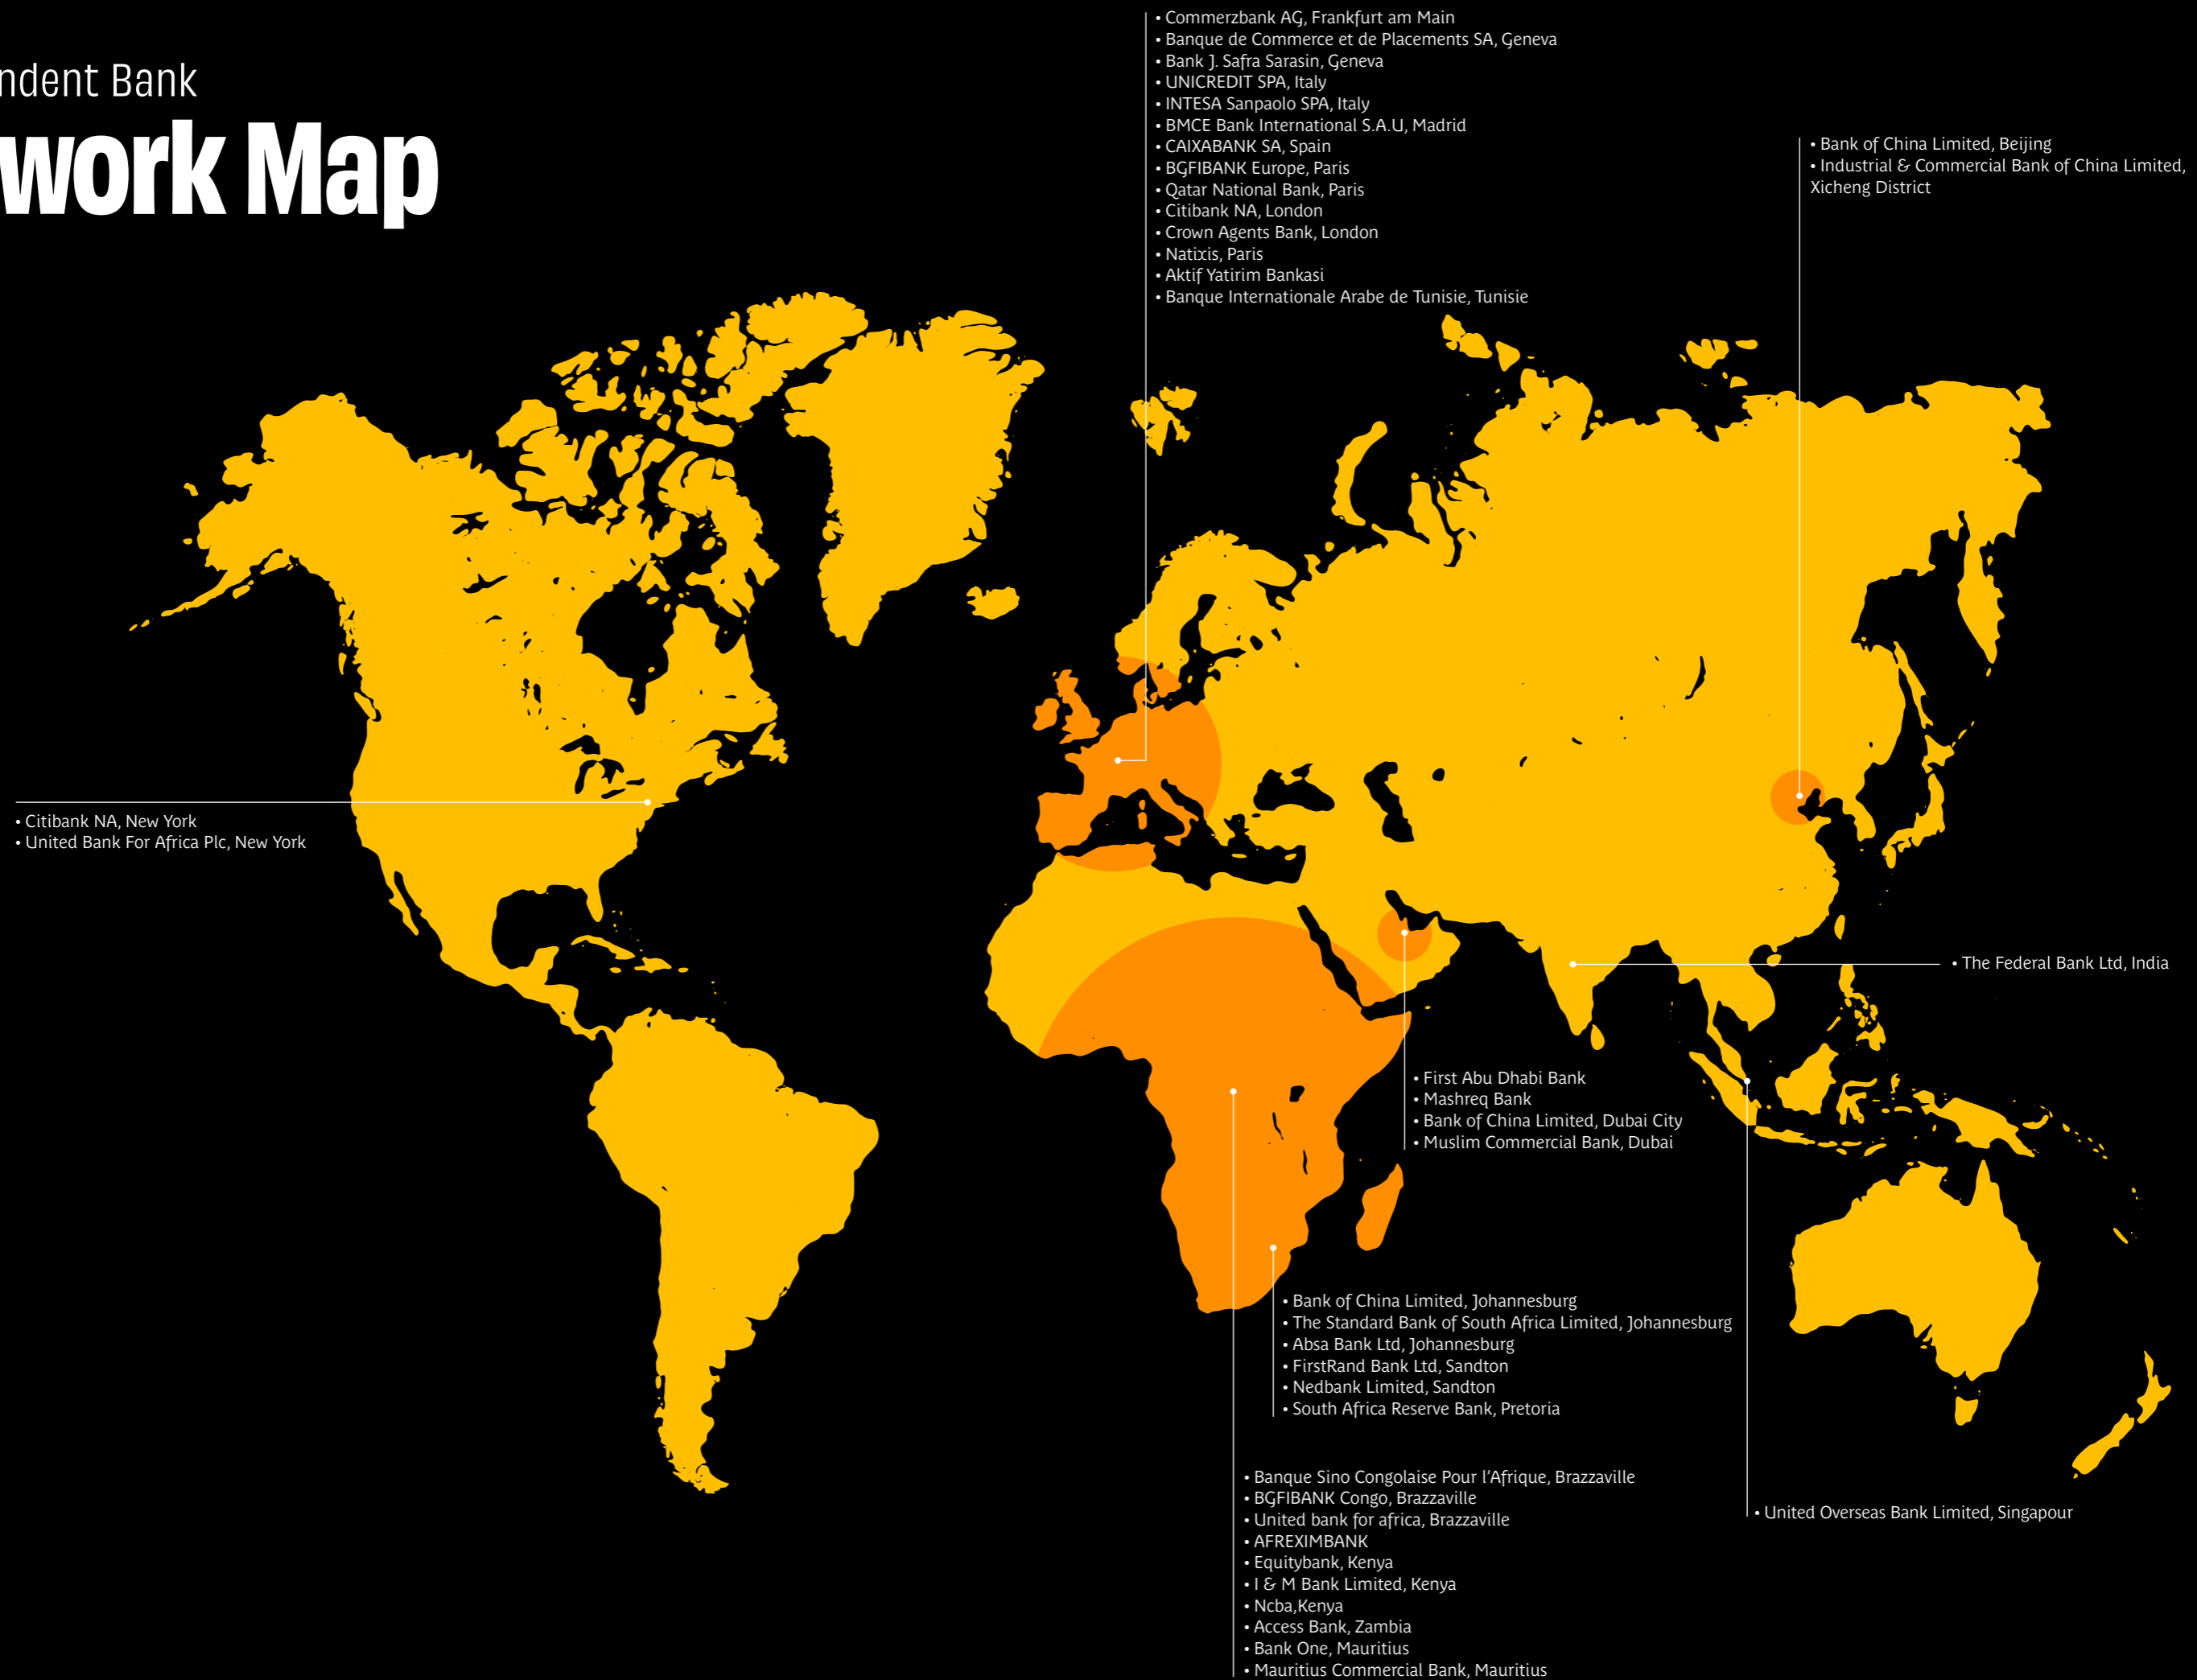 ndent Bank
work Map
• Commerzbank AG, Frankfurt am Main
• Banque de Commerce et de Placements SA, Geneva
• Bank J. Safra Sarasin, Geneva
• UNICREDIT SPA, Italy
• INTESA Sanpaolo SPA, Italy
• BMCE Bank International S.A.U, Madrid
• CAIXABANK SA, Spain
• BGFIBANK Europe, Paris
• Qatar National Bank, Paris
• Citibank NA, London
• Crown Agents Bank, London
• Natixis, Paris
• Aktif Yatirim Bankasi
• Banque Internationale Arabe de Tunisie, Tunisie
• Bank of China Limited, Beijing
• Industrial & Commercial Bank of China Limited,
Xicheng District
• Citibank NA, New York
• United Bank For Africa Plc, New York
• The Federal Bank Ltd, India
• First Abu Dhabi Bank
• Mashreq Bank
• Bank of China Limited, Dubai City
• Muslim Commercial Bank, Dubai
• Bank of China Limited, Johannesburg
• The Standard Bank of South Africa Limited, Johannesburg
• Absa Bank Ltd, Johannesburg
• FirstRand Bank Ltd, Sandton
• Nedbank Limited, Sandton
• South Africa Reserve Bank, Pretoria
• Banque Sino Congolaise Pour l'Afrique, Brazzaville
• BGFIBANK Congo, Brazzaville
• United bank for africa, Brazzaville
• AFREXIMBANK
• Equitybank, Kenya
• I & M Bank Limited, Kenya
• Ncba,Kenya
• Access Bank, Zambia
• Bank One, Mauritius
• Mauritius Commercial Bank, Mauritius
• United Overseas Bank Limited, Singapour